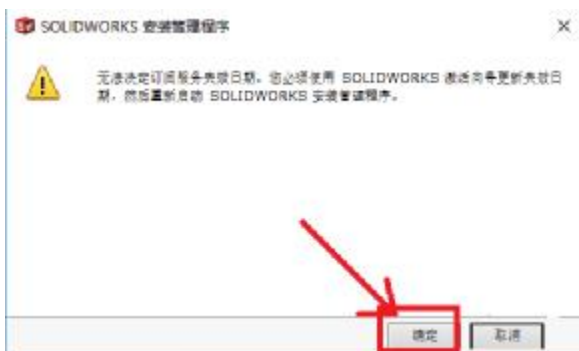 SOLIDWORKS 安装管理程序
无法决定订阅服务失效日期。您必须使用 SOLIDWORKS 激活向导更新失效日
期，然后重新启动 SOLIDWORKS 安装管理程序。
确定
取消